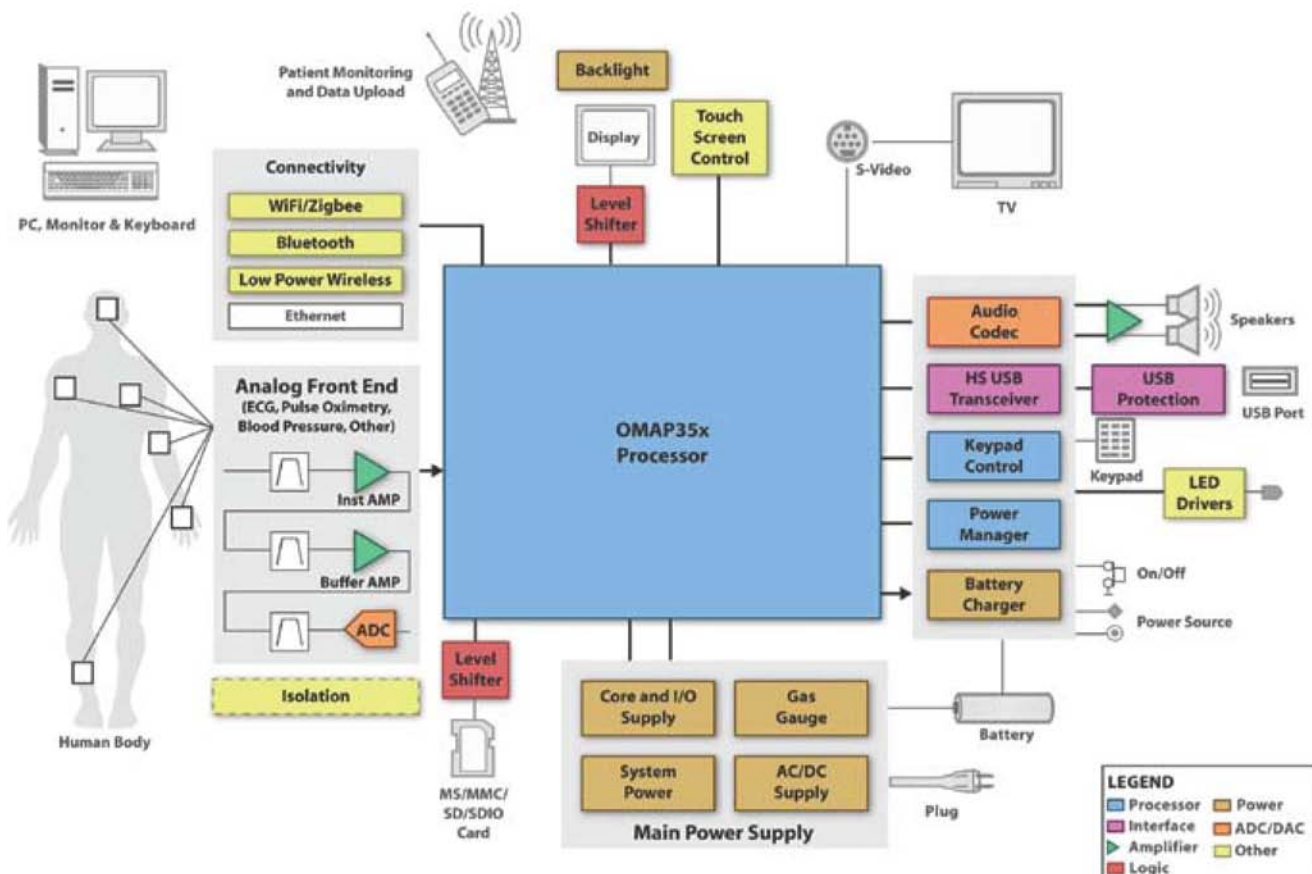 Patient Monitoring
and Data Upload
Backlight
Display
Touch
Screen
Control
S-Video
TV
PC, Monitor & Keyboard
Connectivity
WiFi/Zigbee
Bluetooth
Low Power Wireless
Ethernet
Level
Shifter
Analog Front End
(ECG, Pulse Oximetry,
Blood Pressure, Other)
Inst AMP
Buffer AMP
ADC
Isolation
Human Body
OMAP35x
Processor
Audio
Codec
Speakers
HS USB
Transceiver
USB
Protection
USB Port
Keypad
Control
Keypad
LED
Drivers
Power
Manager
Battery
Charger
On/Off
Power Source
Level
Shifter
MS/MMC/
SD/SDIO
Card
Core and I/O
Supply
Gas
Gauge
System
Power
AC/DC
Supply
Main Power Supply
Battery
Plug
LEGEND
Processor
Interface
Amplifier
Logic
Power
ADC/DAC
Other